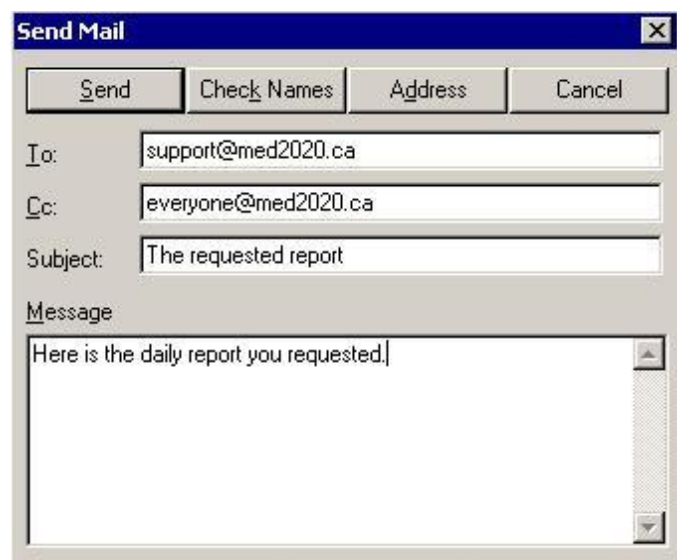 Send Mail
Send Check Names Address Cancel
To: support@med2020.ca
Cc: everyone@med2020.ca
Subject: The requested report
Message
Here is the daily report you requested.